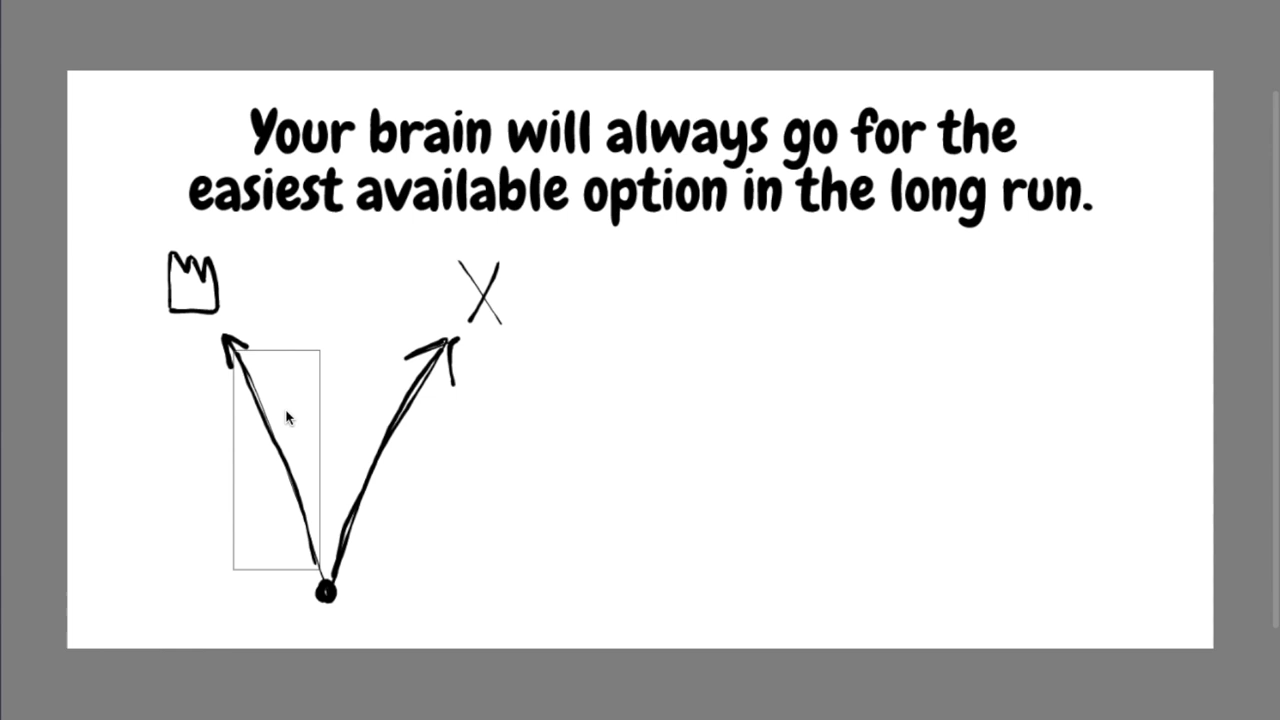 Your brain will always go for the
easiest available option in the long run.
X